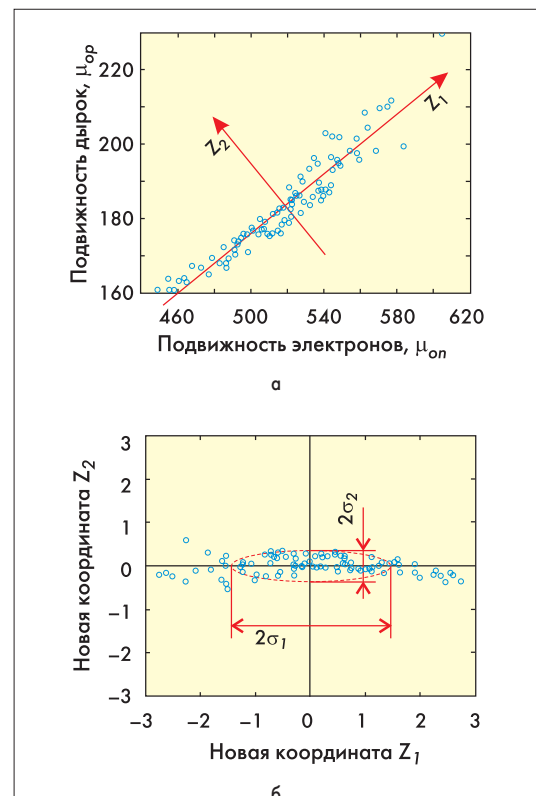 Подвижность дырок, μop
220
200
180
160
Z2
Z1
460 500 540 580 620
Подвижность электронов, μon
а
Новая координата Z2
3
2
1
0
−1
−2
−3
2σ2
2σ1
−3 −2 −1 0 1 2 3
Новая координата Z1
б